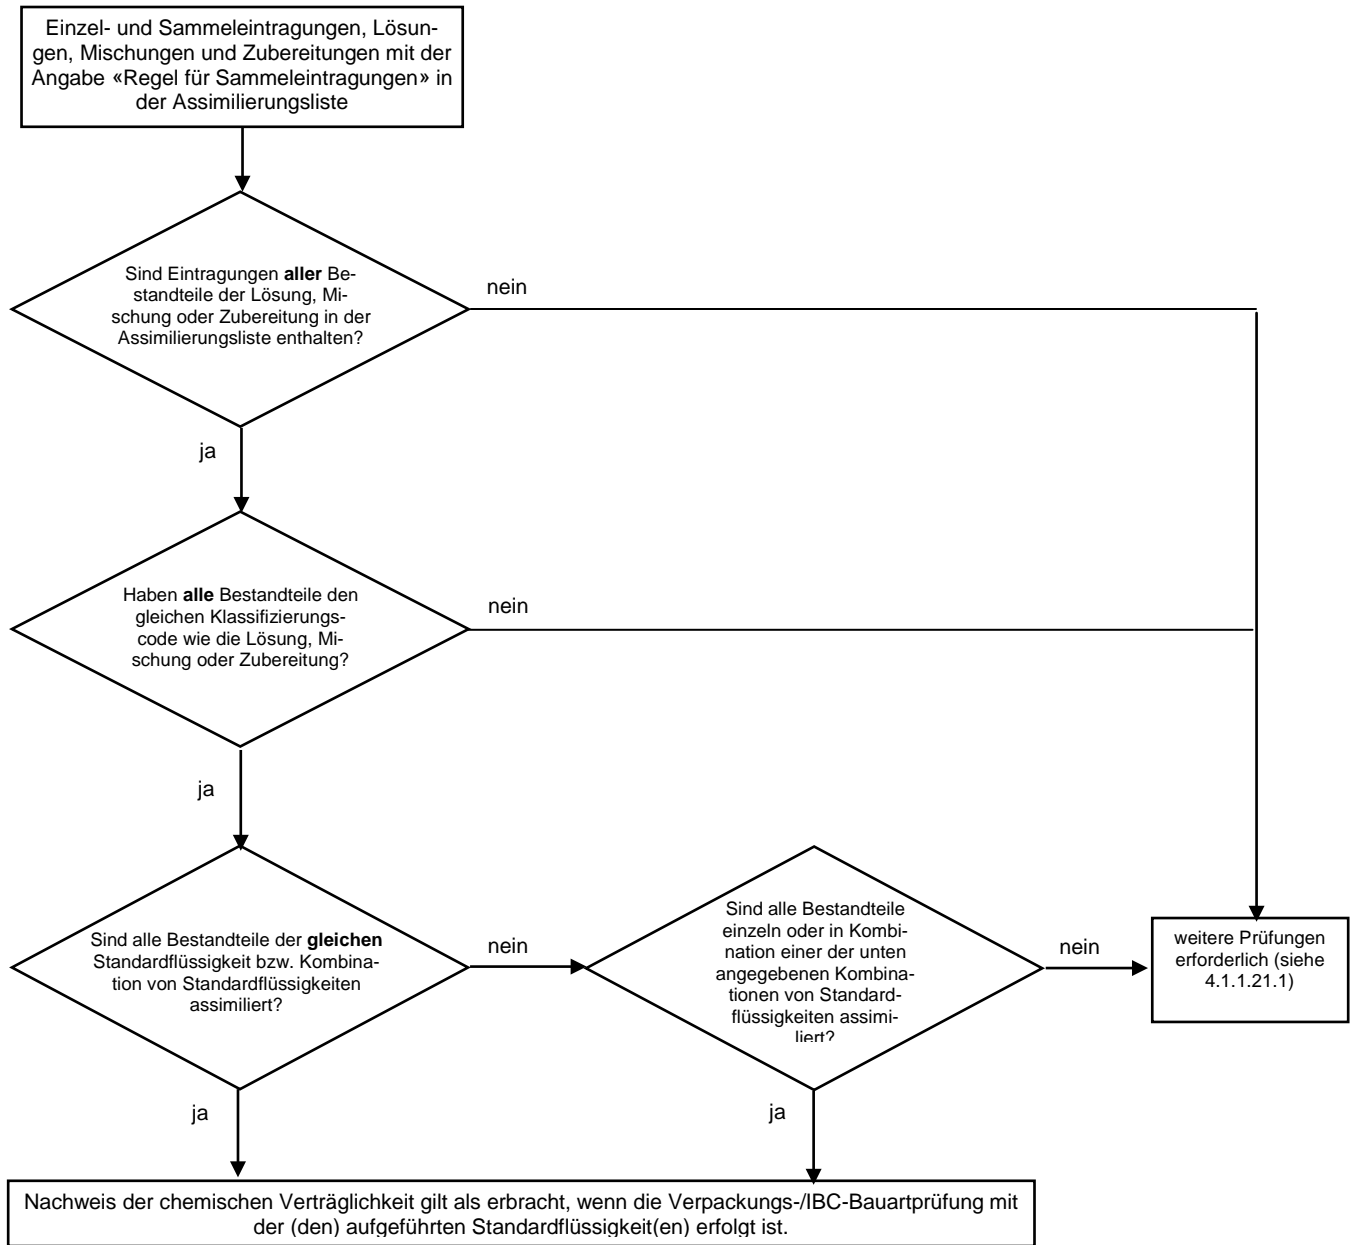 Einzel- und Sammeleintragungen, Lösun-
gen, Mischungen und Zubereitungen mit der
Angabe «Regel für Sammeleintragungen» in
der Assimilierungsliste
Sind Eintragungen aller Be-
standteile der Lösung, Mi-
schung oder Zubereitung in der
Assimilierungsliste enthalten?
nein
ja
Haben alle Bestandteile den
gleichen Klassifizierungs-
code wie die Lösung, Mi-
schung oder Zubereitung?
nein
ja
Sind alle Bestandteile der gleichen
Standardflüssigkeit bzw. Kombina-
tion von Standardflüssigkeiten
assimiliert?
nein
Sind alle Bestandteile
einzeln oder in Kombi-
nation einer der unten
angegebenen Kombina-
tionen von Standard-
flüssigkeiten assimi-
liert?
nein
weitere Prüfungen
erforderlich (siehe
4.1.1.21.1)
ja
ja
Nachweis der chemischen Verträglichkeit gilt als erbracht, wenn die Verpackungs-/IBC-Bauartprüfung mit
der (den) aufgeführten Standardflüssigkeit(en) erfolgt ist.